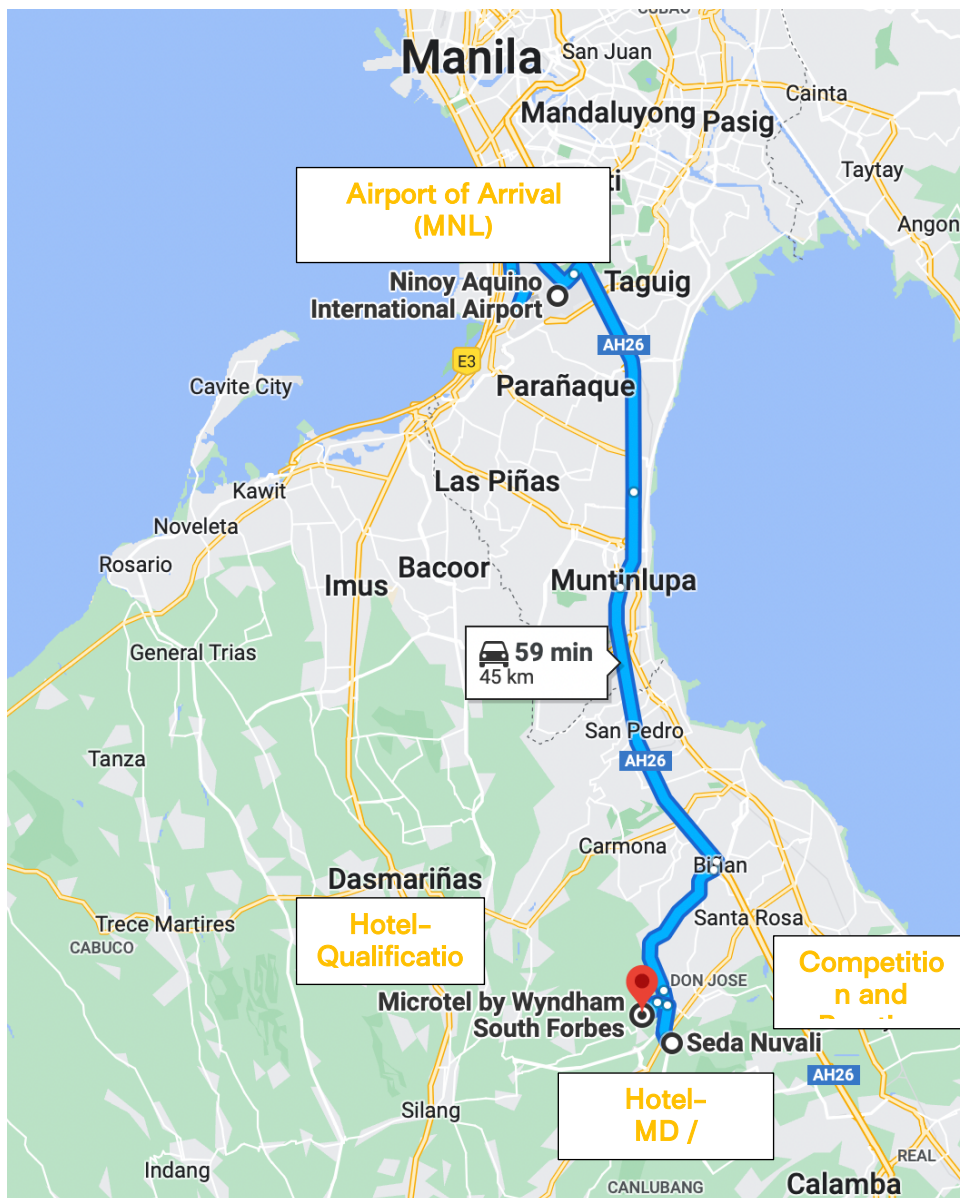 CUBAO
Manila
San Juan
Cainta
Mandaluyong
Pasig
Taytay
Airport of Arrival
(MNL)
Angon
Ninoy Aquino
International Airport
Taguig
AH26
E3
Cavite City
Parañaque
Las Piñas
Kawit
Noveleta
Rosario
Bacoor
Imus
Muntinlupa
General Trias
59 min
45 km
San Pedro
AH26
Tanza
Carmona
Biñan
Dasmariñas
Hotel–
Qualificatio
Trece Martires
CABUCO
Santa Rosa
Competitio
n and
DON JOSE
Microtel by Wyndham
South Forbes
Seda Nuvali
AH26
Hotel–
MD /
Silang
REAL
Indang
CANLUBANG
Calamba